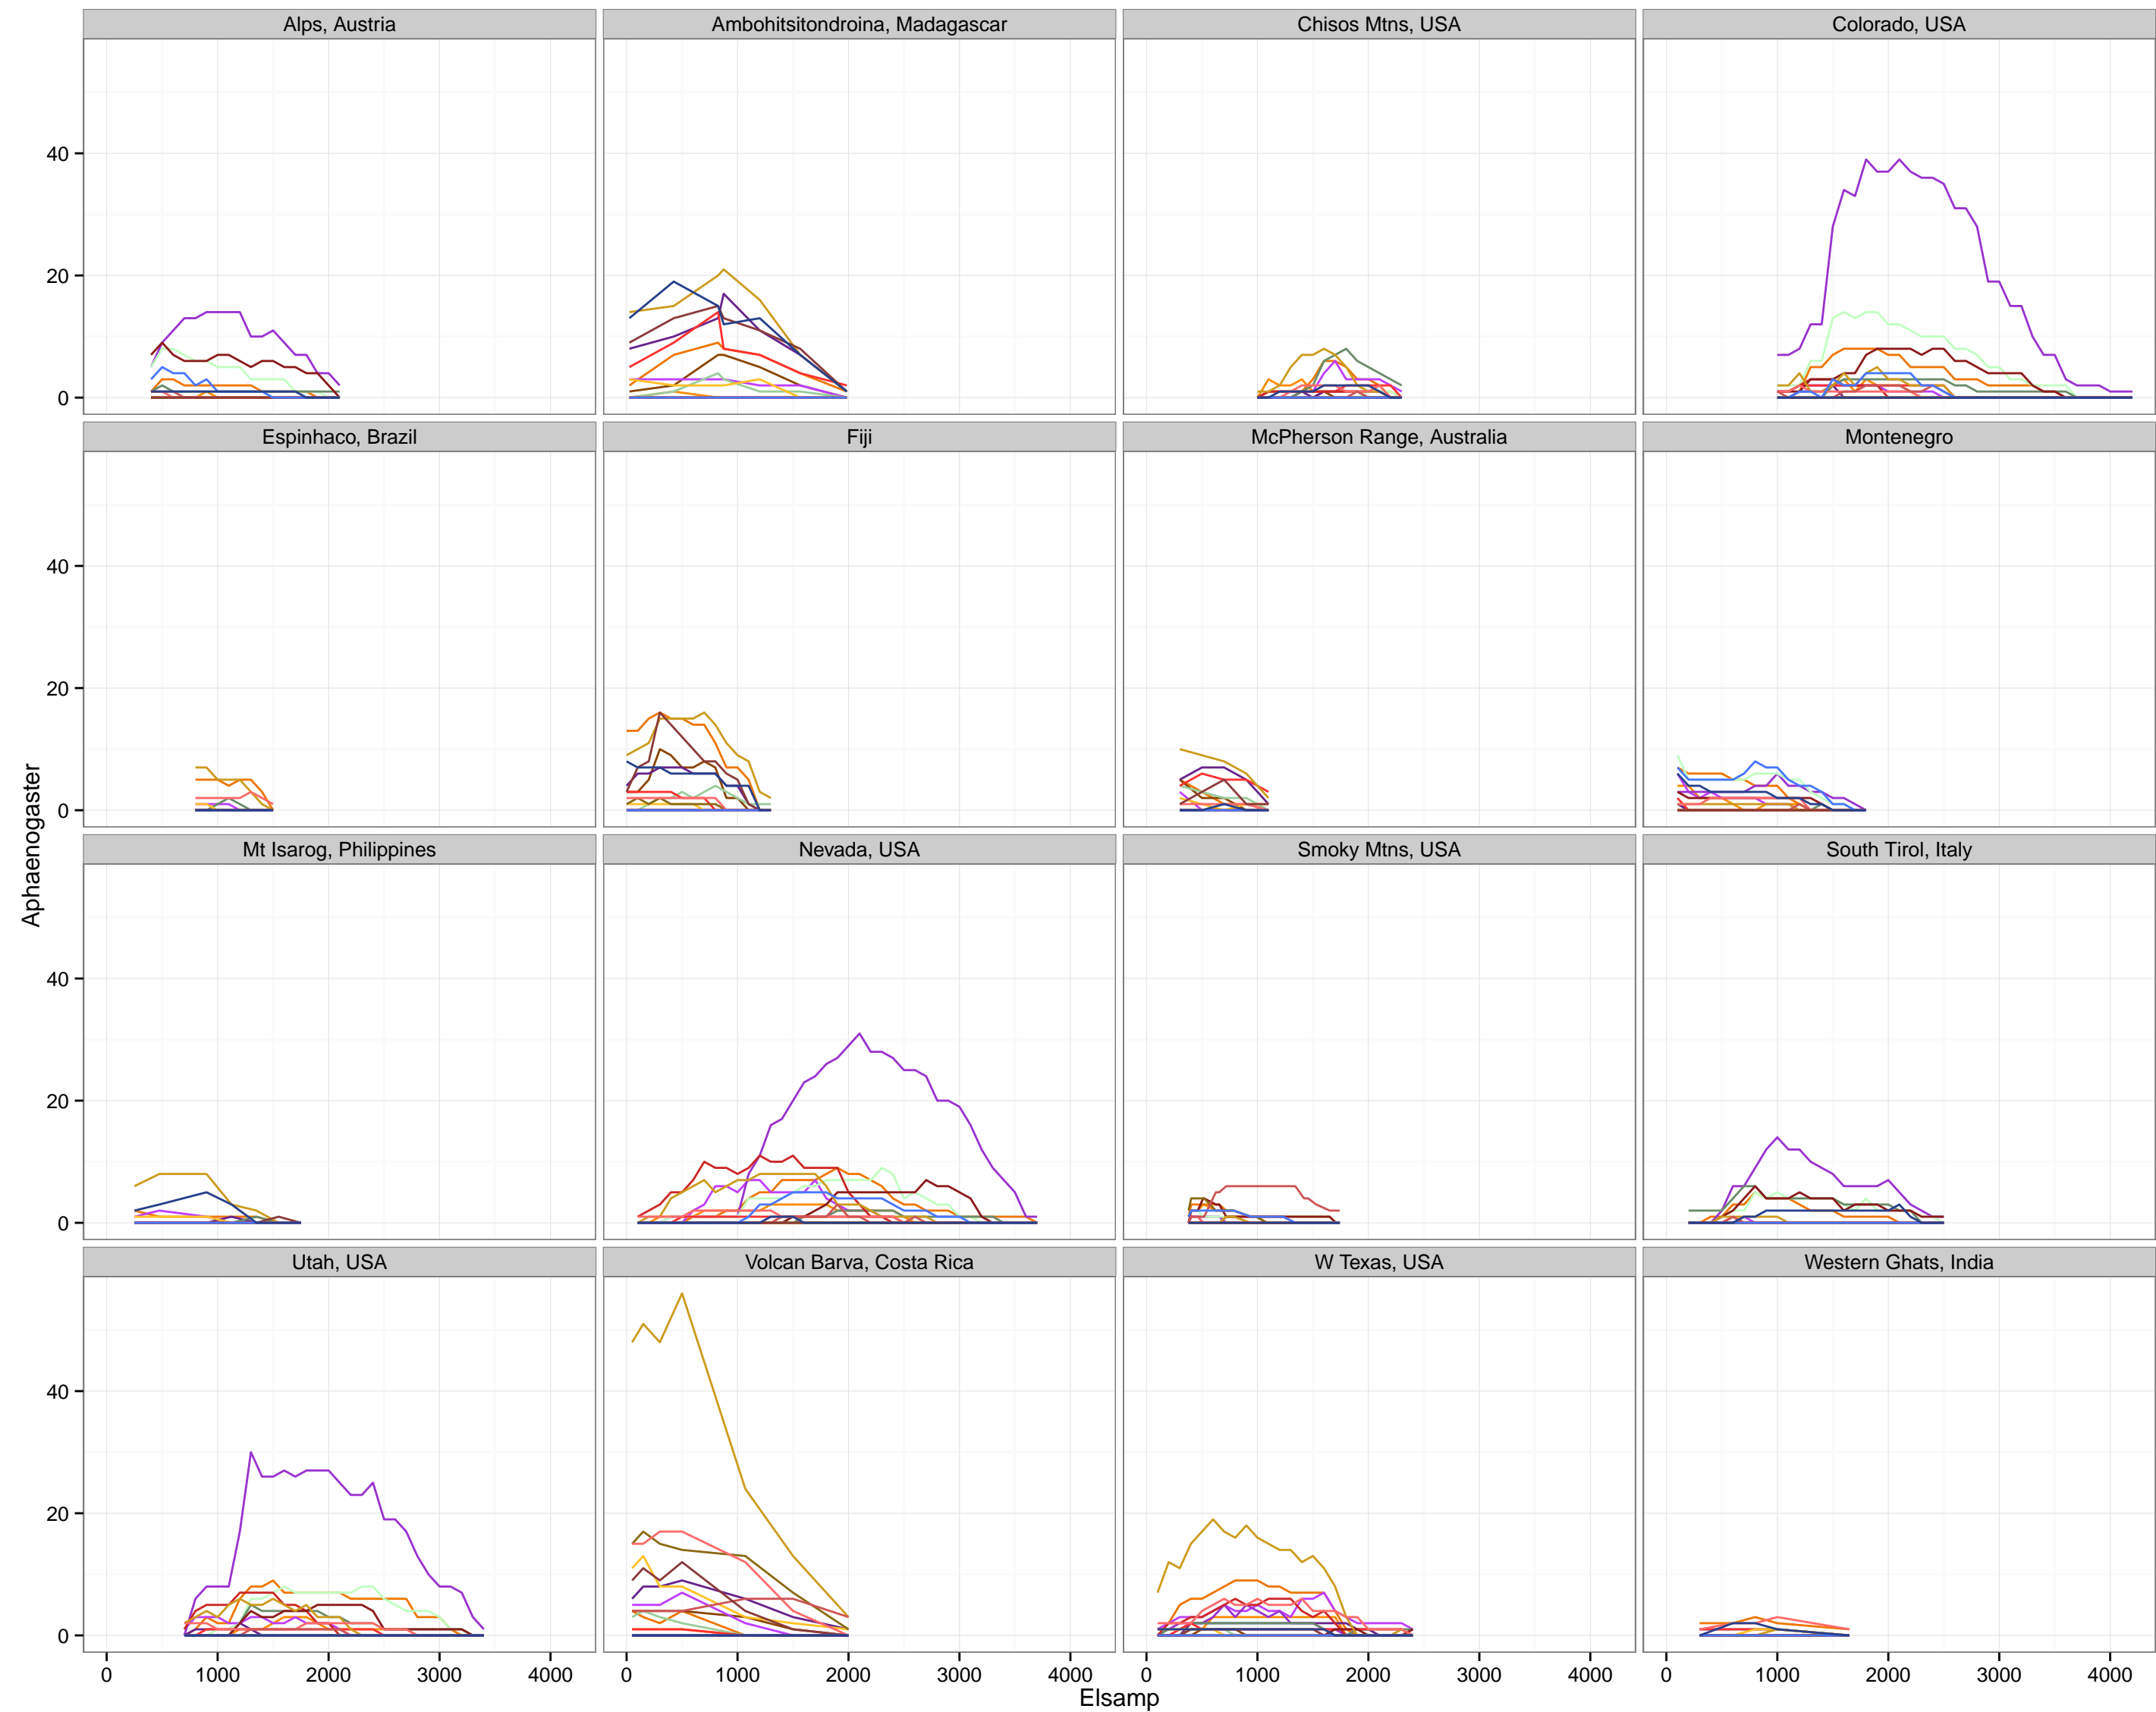 Alps, Austria
Ambohitsitondroina, Madagascar
Chisos Mtns, USA
Colorado, USA
40
20
0
Espinhaco, Brazil
Fiji
McPherson Range, Australia
Montenegro
40
20
0
Aphaenogaster
Mt Isarog, Philippines
Nevada, USA
Smoky Mtns, USA
South Tirol, Italy
40
20
0
Utah, USA
Volcan Barva, Costa Rica
W Texas, USA
Western Ghats, India
40
20
0
0 1000 2000 3000 4000
0 1000 2000 3000 4000
0 1000 2000 3000 4000
0 1000 2000 3000 4000
Elsamp